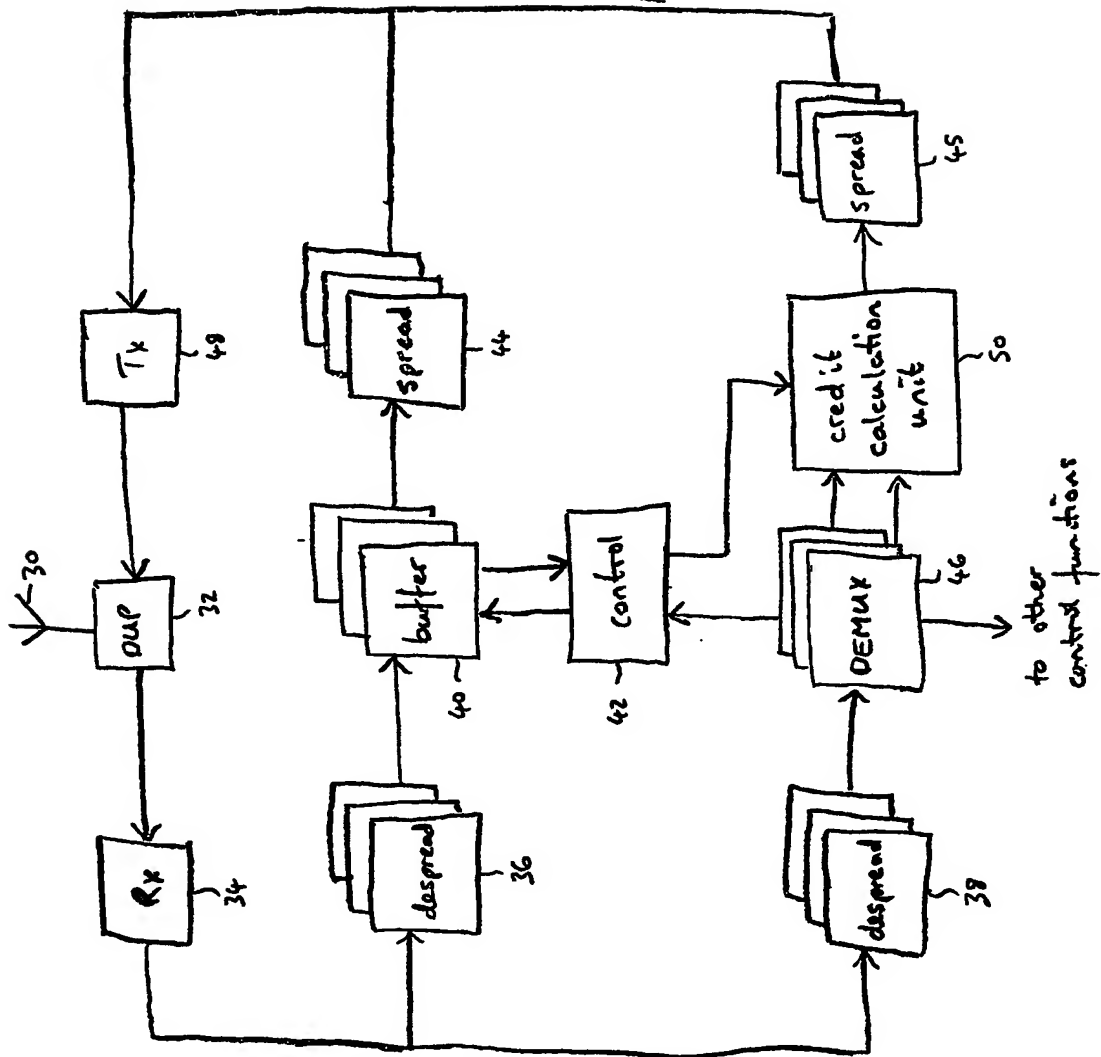 30
Rx
DUP
Tx
34
32
48
despread
buffer
spread
36
40
44
control
42
despread
DEMUX
credit
calculation
unit
spread
38
46
50
45
to other
control functions